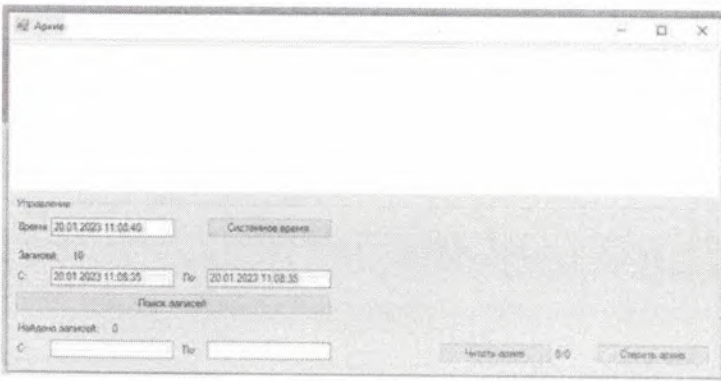 Архив
Управление
Время 20.01.2023 11:08:40 Системное время
Записей: 10
С: 20.01.2023 11:08:35 По: 20.01.2023 11:08:35
Поиск записей
Найдено записей: 0
С: По:
Читать архив 0/0 Стереть архив